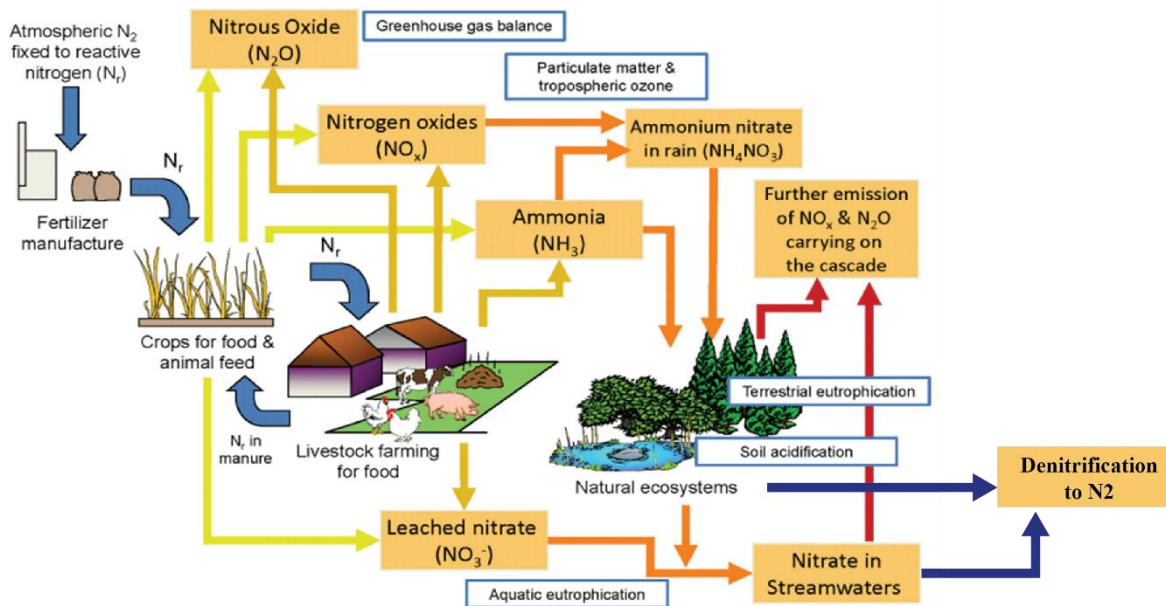 Atmospheric N₂
fixed to reactive
nitrogen (Nᵣ)
Nitrous Oxide
(N₂O)
Greenhouse gas balance
Particulate matter &
tropospheric ozone
Nitrogen oxides
(NOₓ)
Ammonium nitrate
in rain (NH₄NO₃)
Nᵣ
Fertilizer
manufacture
Ammonia
(NH₃)
Further emission
of NOₓ & N₂O
carrying on
the cascade
Nᵣ
Crops for food &
animal feed
Terrestrial eutrophication
Nᵣ in
manure
Livestock farming
for food
Soil acidification
Natural ecosystems
Denitrification
to N2
Leached nitrate
(NO₃⁻)
Nitrate in
Streamwaters
Aquatic eutrophication